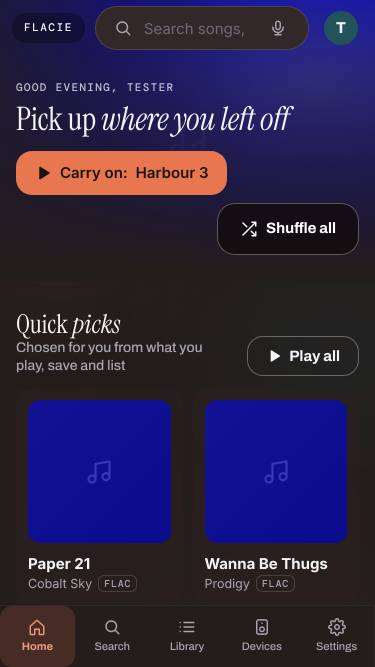 FLACIE
Search songs,
T
GOOD EVENING, TESTER
Pick up where you left off
Carry on: Harbour 3
Shuffle all
Quick picks
Chosen for you from what you
play, save and list
Play all
Paper 21
Cobalt Sky FLAC
Wanna Be Thugs
Prodigy FLAC
Home
Search
Library
Devices
Settings